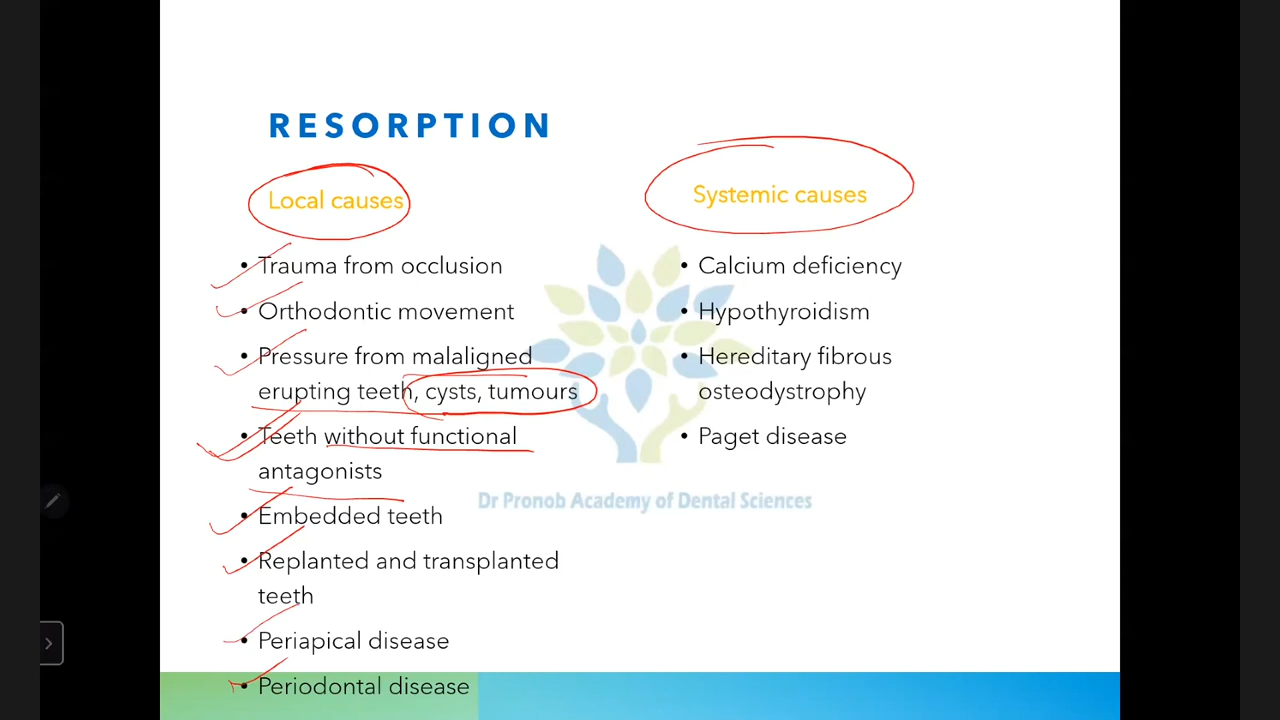 RESORPTION
Local causes
• Trauma from occlusion
• Orthodontic movement
• Pressure from malaligned
erupting teeth, cysts, tumours
• Teeth without functional
antagonists
• Embedded teeth
• Replanted and transplanted
teeth
• Periapical disease
• Periodontal disease
Systemic causes
• Calcium deficiency
• Hypothyroidism
• Hereditary fibrous
osteodystrophy
• Paget disease
Dr Pronob Academy of Dental Sciences